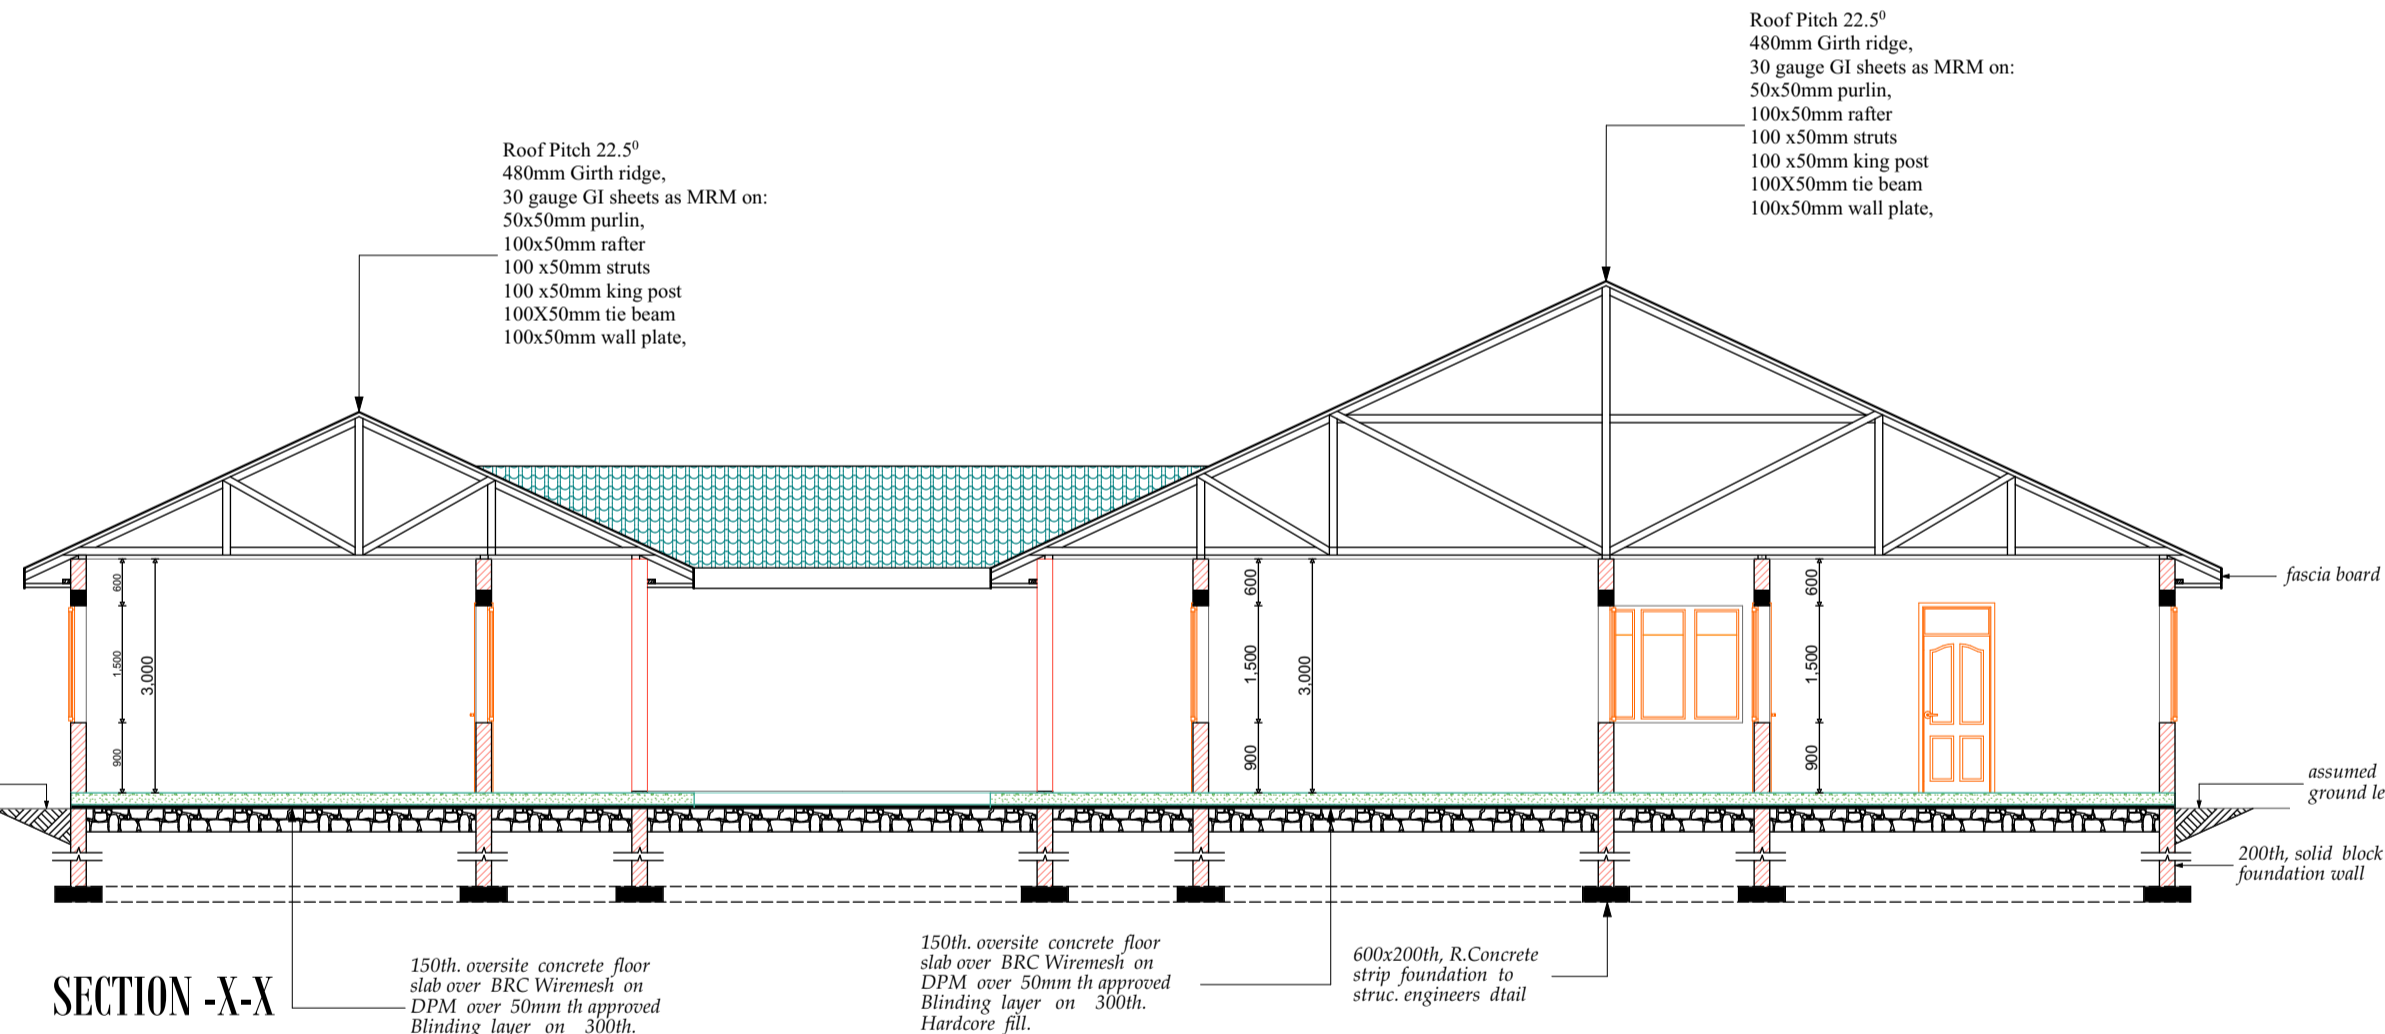 Roof Pitch 22.5⁰
480mm Girth ridge,
30 gauge GI sheets as MRM on:
50x50mm purlin,
100x50mm rafter
100 x50mm struts
100 x50mm king post
100X50mm tie beam
100x50mm wall plate,
Roof Pitch 22.5⁰
480mm Girth ridge,
30 gauge GI sheets as MRM on:
50x50mm purlin,
100x50mm rafter
100 x50mm struts
100 x50mm king post
100X50mm tie beam
100x50mm wall plate,
600
1,500
900
3,000
600
1,500
900
3,000
600
1,500
900
fascia board
assumed
ground le
200th, solid block
foundation wall
150th. oversite concrete floor
slab over BRC Wiremesh on
DPM over 50mm th approved
Blinding layer on 300th.
150th. oversite concrete floor
slab over BRC Wiremesh on
DPM over 50mm th approved
Blinding layer on 300th.
Hardcore fill.
600x200th, R.Concrete
strip foundation to
struc. engineers dtail
SECTION -X-X